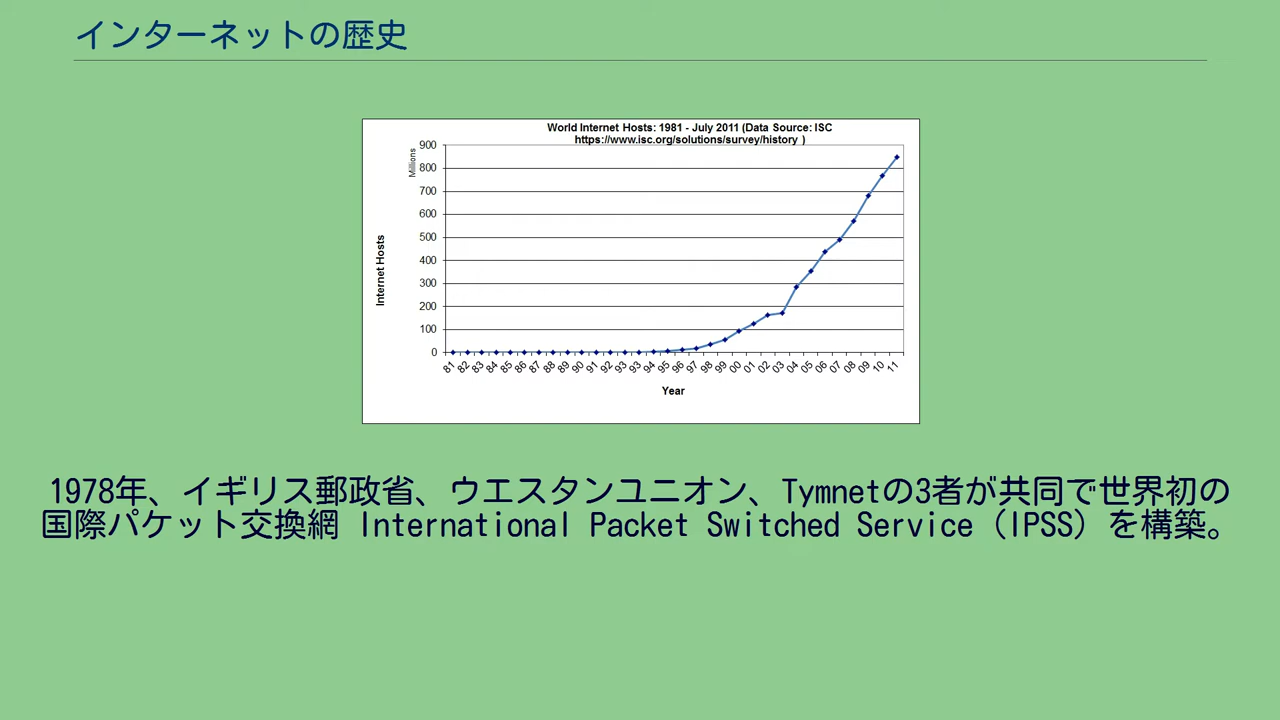 インターネットの歴史
World Internet Hosts: 1981 - July 2011 (Data Source: ISC
https://www.isc.org/solutions/survey/history )
Millions
900
800
700
600
500
400
300
200
100
0
Internet Hosts
81 82 83 84 85 86 87 88 89 90 91 92 93 94 95 96 97 98 99 00 01 02 03 04 05 06 07 08 09 10 11
Year
1978年、イギリス郵政省、ウエスタンユニオン、Tymnetの3者が共同で世界初の
国際パケット交換網 International Packet Switched Service（IPSS）を構築。